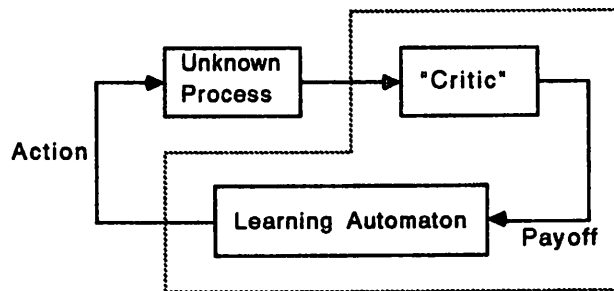 Unknown
Process
"Critic"
Action
Learning Automaton
Payoff